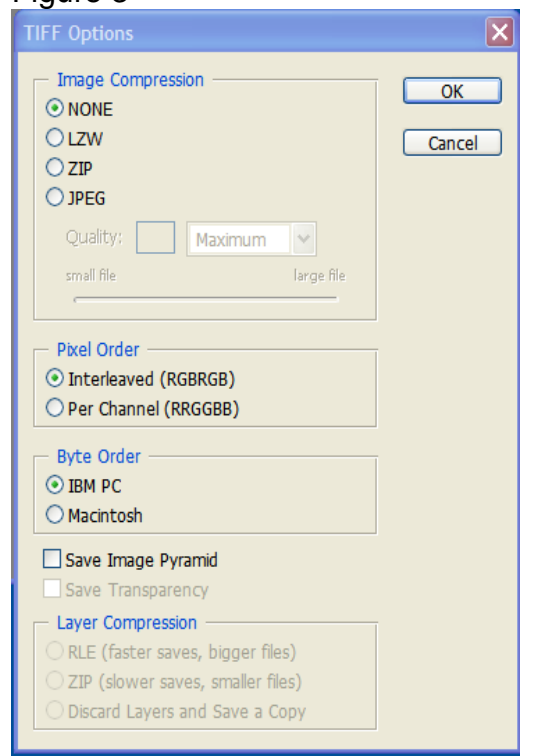 TIFF Options
Image Compression
NONE
OK
LZW
Cancel
ZIP
JPEG
Quality: Maximum
small file large file
Pixel Order
Interleaved (RGBRGB)
Per Channel (RRGGBB)
Byte Order
IBM PC
Macintosh
Save Image Pyramid
Save Transparency
Layer Compression
RLE (faster saves, bigger files)
ZIP (slower saves, smaller files)
Discard Layers and Save a Copy